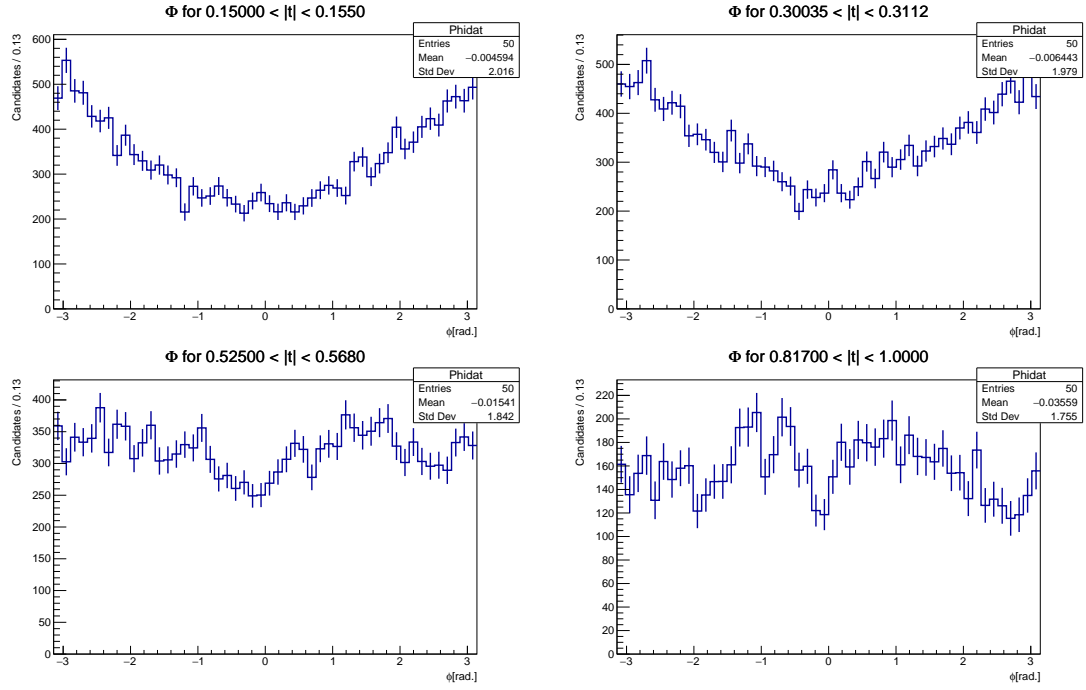 Φ for 0.15000 < |t| < 0.1550
Candidates / 0.13
600
500
400
300
200
100
0
−3 −2 −1 0 1 2 3
ϕ[rad.]
Phidat
Entries 50
Mean −0.004594
Std Dev 2.016
Φ for 0.30035 < |t| < 0.3112
Candidates / 0.13
500
400
300
200
100
0
−3 −2 −1 0 1 2 3
ϕ[rad.]
Phidat
Entries 50
Mean −0.006443
Std Dev 1.979
Φ for 0.52500 < |t| < 0.5680
Candidates / 0.13
400
350
300
250
200
150
100
50
0
−3 −2 −1 0 1 2 3
ϕ[rad.]
Phidat
Entries 50
Mean −0.01541
Std Dev 1.842
Φ for 0.81700 < |t| < 1.0000
Candidates / 0.13
220
200
180
160
140
120
100
80
60
40
20
0
−3 −2 −1 0 1 2 3
ϕ[rad.]
Phidat
Entries 50
Mean −0.03559
Std Dev 1.755